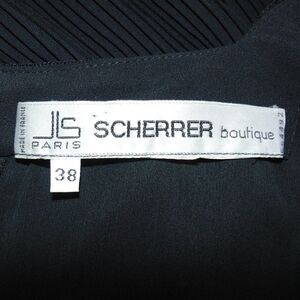 MADE IN FRANCE
JLS
PARIS
SCHERRER boutique
38